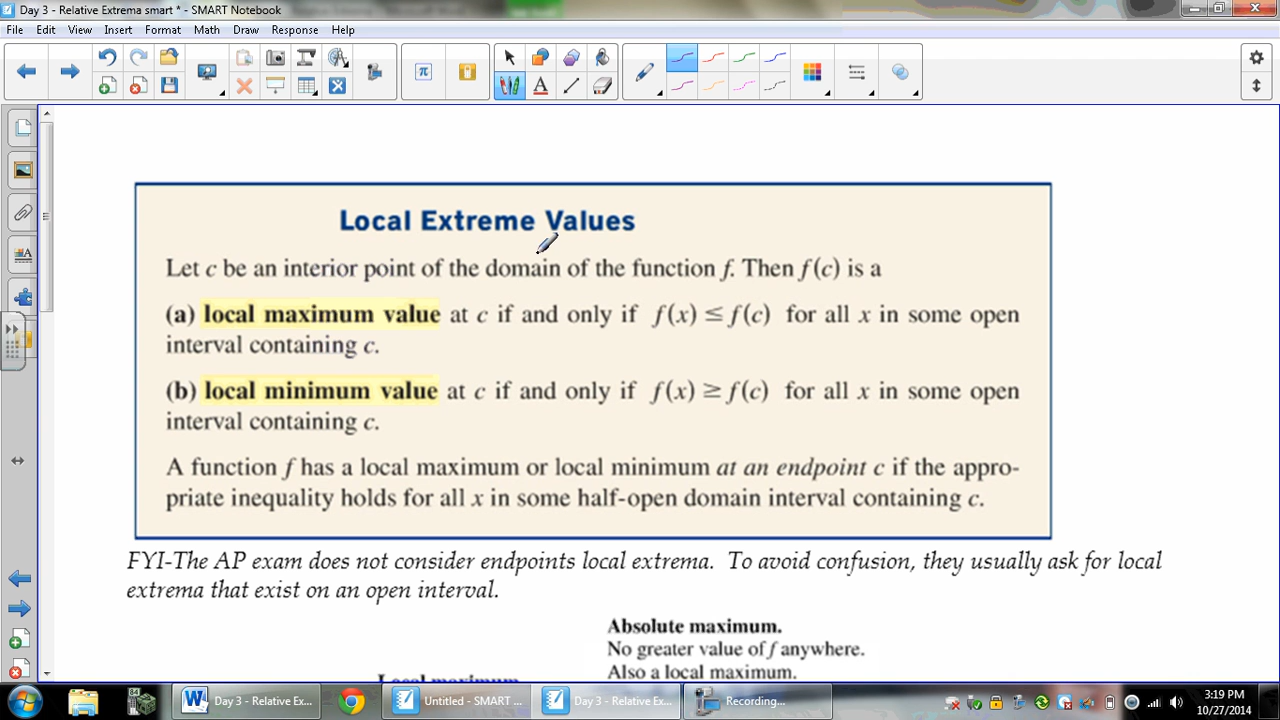 Day 3 - Relative Extrema smart * - SMART Notebook
File Edit View Insert Format Math Draw Response Help
Local Extreme Values
Let c be an interior point of the domain of the function f. Then f(c) is a
(a) local maximum value at c if and only if f(x) ≤ f(c) for all x in some open
interval containing c.
(b) local minimum value at c if and only if f(x) ≥ f(c) for all x in some open
interval containing c.
A function f has a local maximum or local minimum at an endpoint c if the appro-
priate inequality holds for all x in some half-open domain interval containing c.
FYI-The AP exam does not consider endpoints local extrema. To avoid confusion, they usually ask for local
extrema that exist on an open interval.
Absolute maximum.
No greater value of f anywhere.
Also a local maximum.
Local maximum
Day 3 - Relative Ex... Untitled - SMART ... Day 3 - Relative Ex... Recording...
3:19 PM
10/27/2014